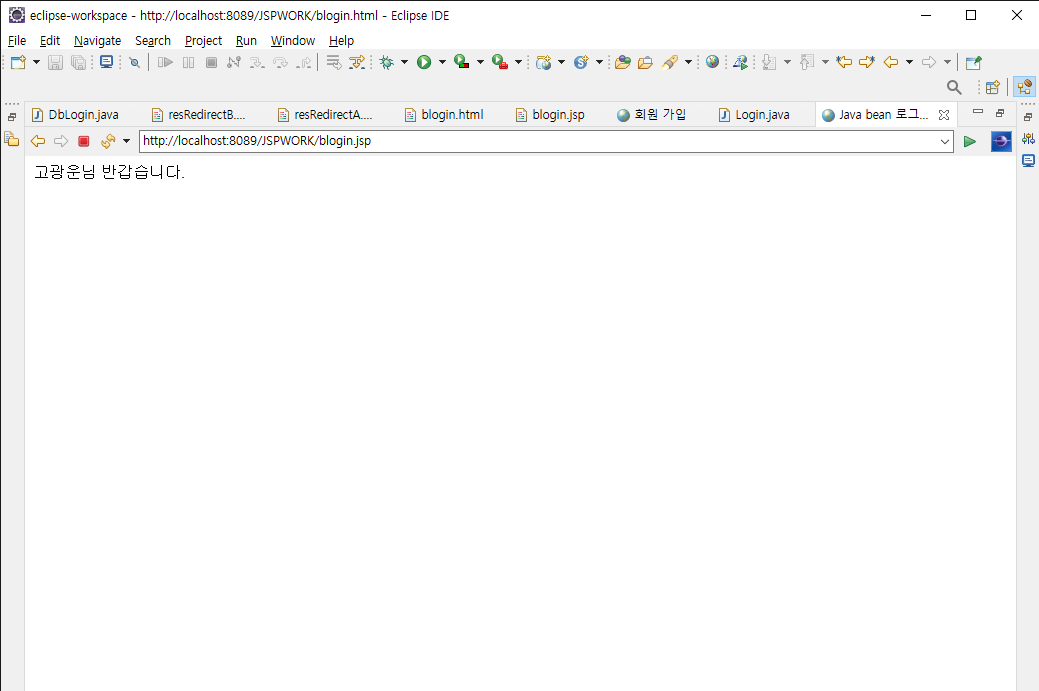 eclipse-workspace - http://localhost:8089/JSPWORK/blogin.html - Eclipse IDE
File Edit Navigate Search Project Run Window Help
DbLogin.java resRedirectB.... resRedirectA.... blogin.html blogin.jsp 회원 가입 Login.java Java bean 로그...
http://localhost:8089/JSPWORK/blogin.jsp
고광운님 반갑습니다.